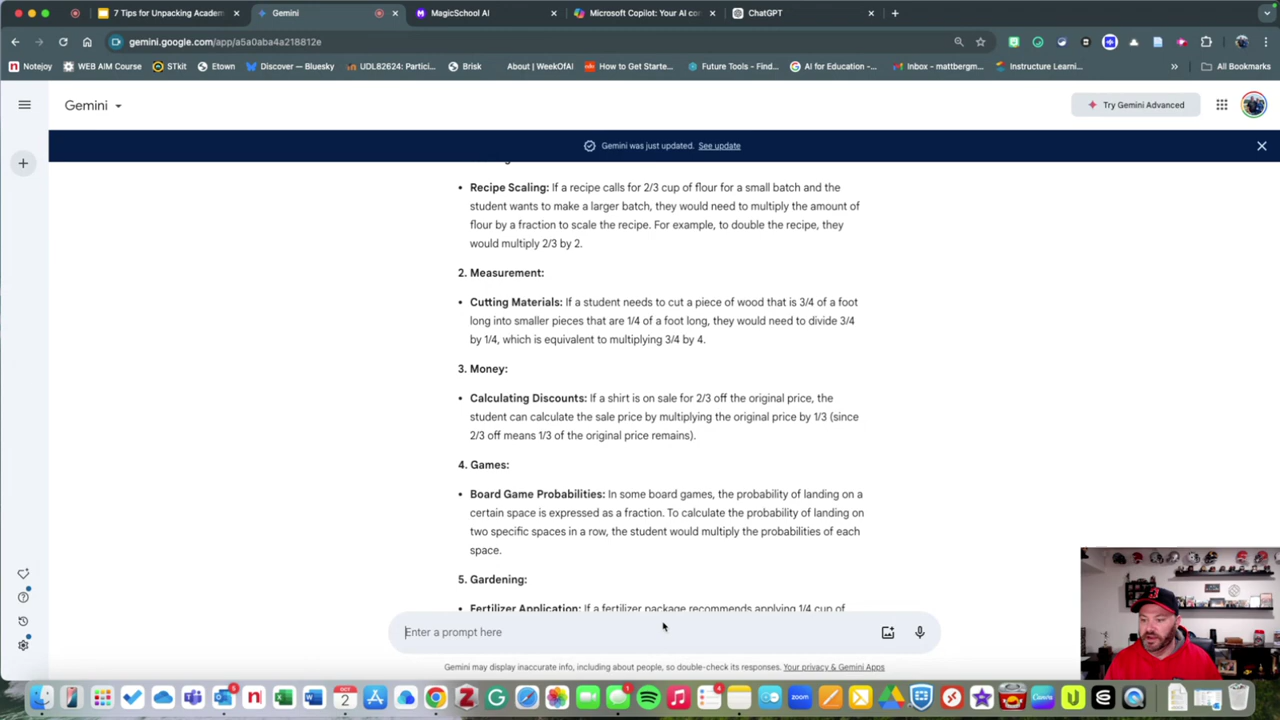 7 Tips for Unpacking Academ
Gemini
MagicSchool AI
Microsoft Copilot: Your AI co
ChatGPT
gemini.google.com/app/a5a0aba4a218812e
Notejoy
WEB AIM Course
STkit
Etown
Discover — Bluesky
UDL82624: Partici...
Brisk
About | WeekOfAI
How to Get Starte...
Future Tools - Find...
AI for Education -...
Inbox - mattbergm...
Instructure Learni...
All Bookmarks
Gemini
Try Gemini Advanced
Gemini was just updated. See update
• Recipe Scaling: If a recipe calls for 2/3 cup of flour for a small batch and the
student wants to make a larger batch, they would need to multiply the amount of
flour by a fraction to scale the recipe. For example, to double the recipe, they
would multiply 2/3 by 2.
2. Measurement:
• Cutting Materials: If a student needs to cut a piece of wood that is 3/4 of a foot
long into smaller pieces that are 1/4 of a foot long, they would need to divide 3/4
by 1/4, which is equivalent to multiplying 3/4 by 4.
3. Money:
• Calculating Discounts: If a shirt is on sale for 2/3 off the original price, the
student can calculate the sale price by multiplying the original price by 1/3 (since
2/3 off means 1/3 of the original price remains).
4. Games:
• Board Game Probabilities: In some board games, the probability of landing on a
certain space is expressed as a fraction. To calculate the probability of landing on
two specific spaces in a row, the student would multiply the probabilities of each
space.
5. Gardening:
• Fertilizer Application: If a fertilizer package recommends applying 1/4 cup of
Enter a prompt here
Gemini may display inaccurate info, including about people, so double-check its responses. Your privacy & Gemini Apps